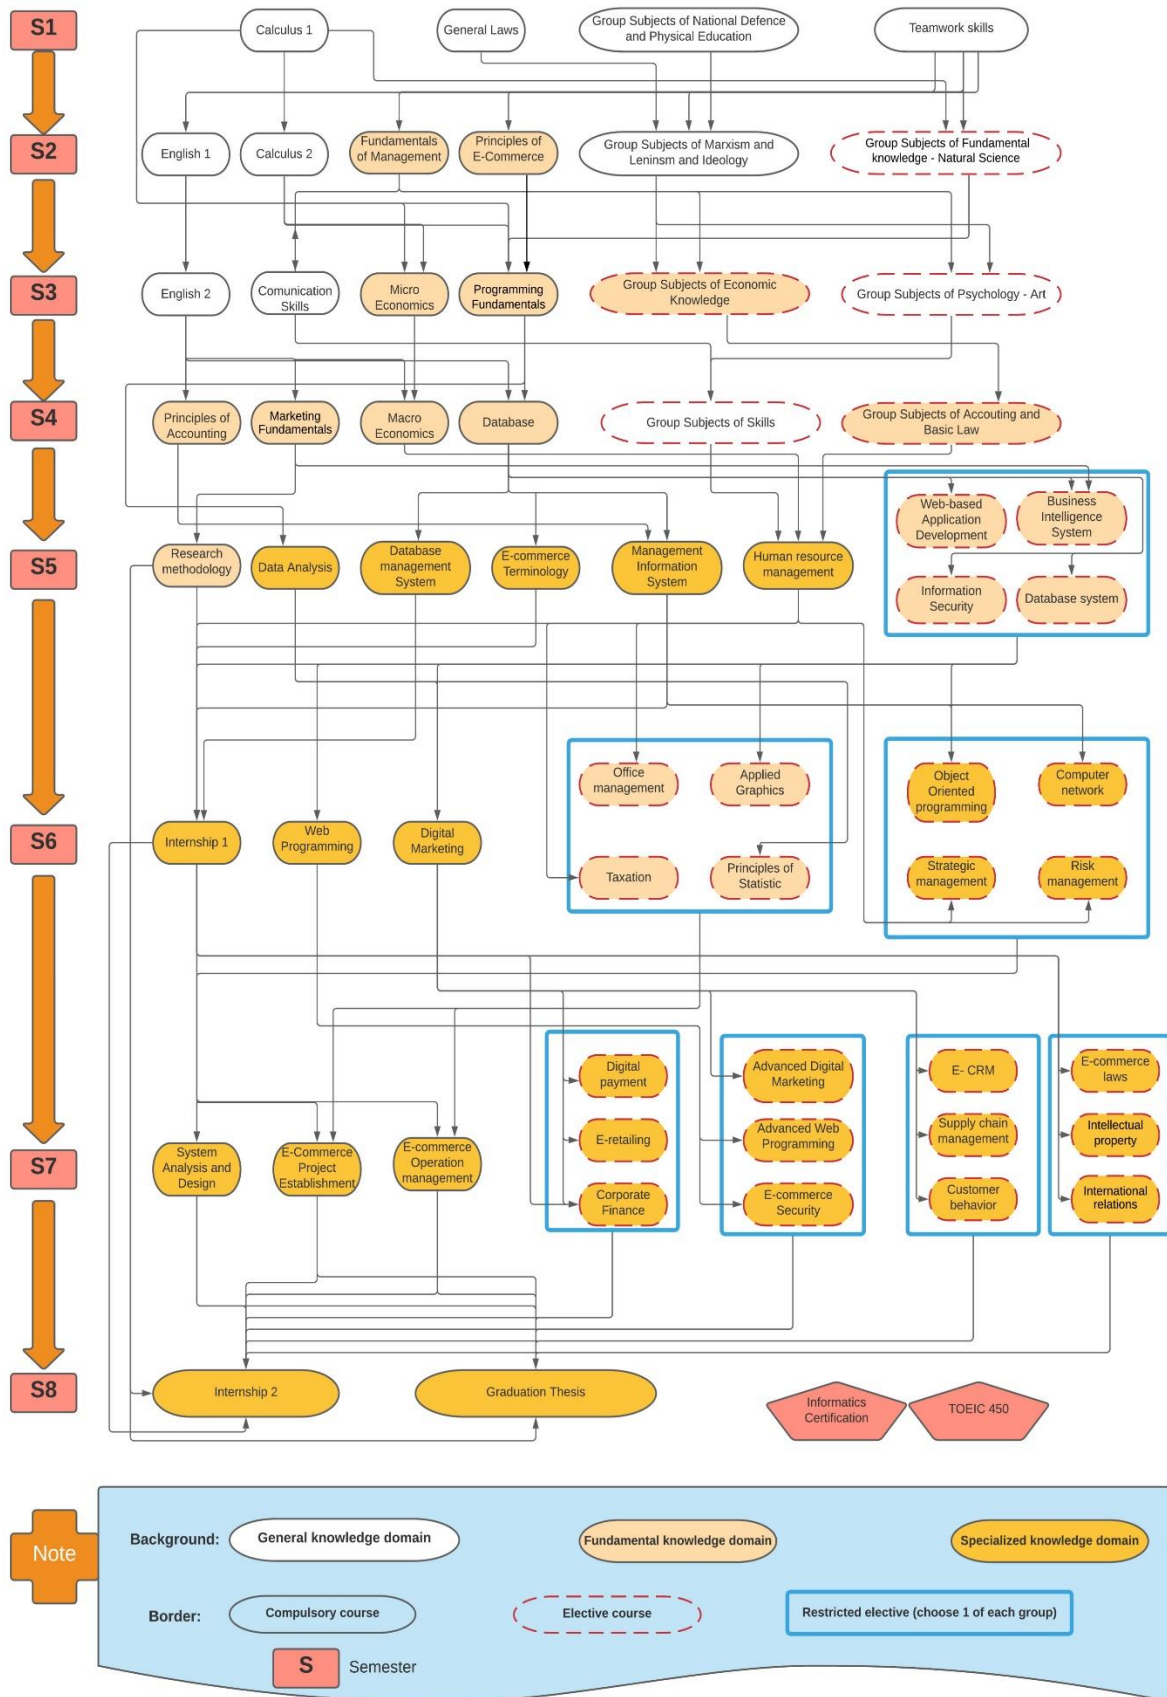 S1
Calculus 1
General Laws
Group Subjects of National Defence
and Physical Education
Teamwork skills
S2
English 1
Calculus 2
Fundamentals
of Management
Principles of
E-Commerce
Group Subjects of Marxism and
Leninsm and Ideology
Group Subjects of Fundamental
knowledge - Natural Science
S3
English 2
Comunication
Skills
Micro
Economics
Programming
Fundamentals
Group Subjects of Economic
Knowledge
Group Subjects of Psychology - Art
S4
Principles of
Accounting
Marketing
Fundamentals
Macro
Economics
Database
Group Subjects of Skills
Group Subjects of Accouting and
Basic Law
S5
Research
methodology
Data Analysis
Database
management
System
E-commerce
Terminology
Management
Information
System
Human resource
management
Web-based
Application
Development
Business
Intelligence
System
Information
Security
Database system
S6
Internship 1
Web
Programming
Digital
Marketing
Office
management
Applied
Graphics
Taxation
Principles of
Statistic
Object
Oriented
programming
Computer
network
Strategic
management
Risk
management
S7
System
Analysis and
Design
E-Commerce
Project
Establishment
E-commerce
Operation
management
Digital
payment
E-retailing
Corporate
Finance
Advanced Digital
Marketing
Advanced Web
Programming
E-commerce
Security
E- CRM
Supply chain
management
Customer
behavior
E-commerce
laws
Intellectual
property
International
relations
S8
Internship 2
Graduation Thesis
Informatics
Certification
TOEIC 450
Note
Background:
General knowledge domain
Fundamental knowledge domain
Specialized knowledge domain
Border:
Compulsory course
Elective course
Restricted elective (choose 1 of each group)
S
Semester